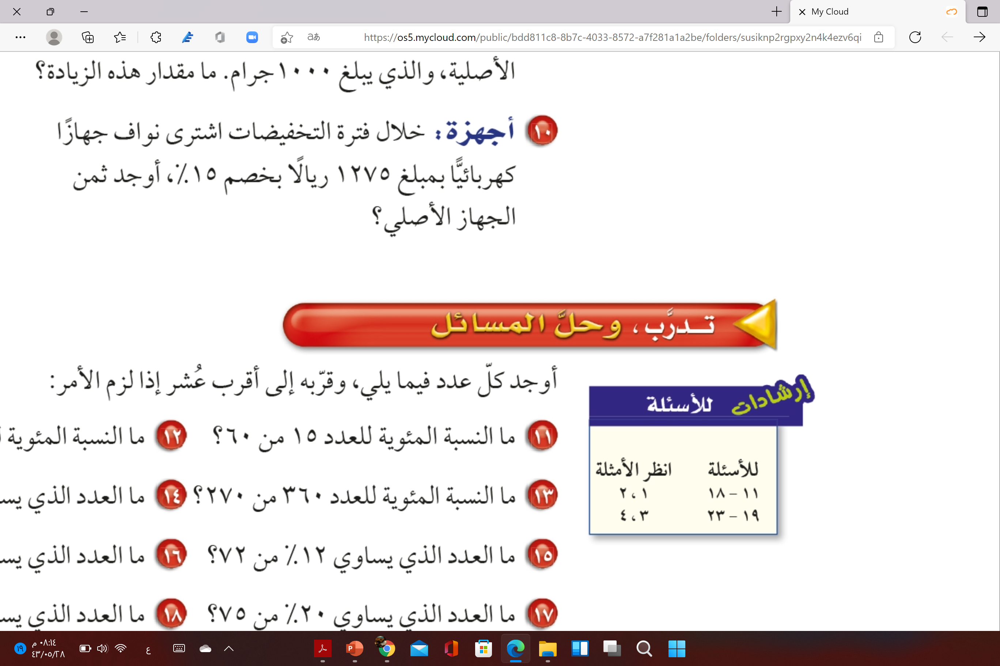 My Cloud
https://os5.mycloud.com/public/bdd811c8-8b7c-4033-8572-a7f281a1a2be/folders/susiknp2rgpxy2n4k4ezv6qi
الأصلية، والذي يبلغ ١٠٠٠ جرام. ما مقدار هذه الزيادة؟
١٠ أجهزة: خلال فترة التخفيضات اشترى نواف جهازًا
كهربائيًّا بمبلغ ١٢٧٥ ريالًا بخصم ١٥٪، أوجد ثمن
الجهاز الأصلي؟
تـدرَّب، وحلَّ المسائل
أوجد كلّ عدد فيما يلي، وقرّبه إلى أقرب عُشر إذا لزم الأمر:
١١ ما النسبة المئوية للعدد ١٥ من ٦٠؟ ١٢ ما النسبة المئوية
١٣ ما النسبة المئوية للعدد ٣٦٠ من ٢٧٠؟ ١٤ ما العدد الذي يس
١٥ ما العدد الذي يساوي ١٢٪ من ٧٢؟ ١٦ ما العدد الذي يس
١٧ ما العدد الذي يساوي ٢٠٪ من ٧٥؟ ١٨ ما العدد الذي يس
إرشادات للأسئلة
للأسئلة انظر الأمثلة
١١ – ١٨ ١، ٢
١٩ – ٢٣ ٣، ٤
٠٨:١٤ م
٤٣/٠٥/٢٨
١٩
ع